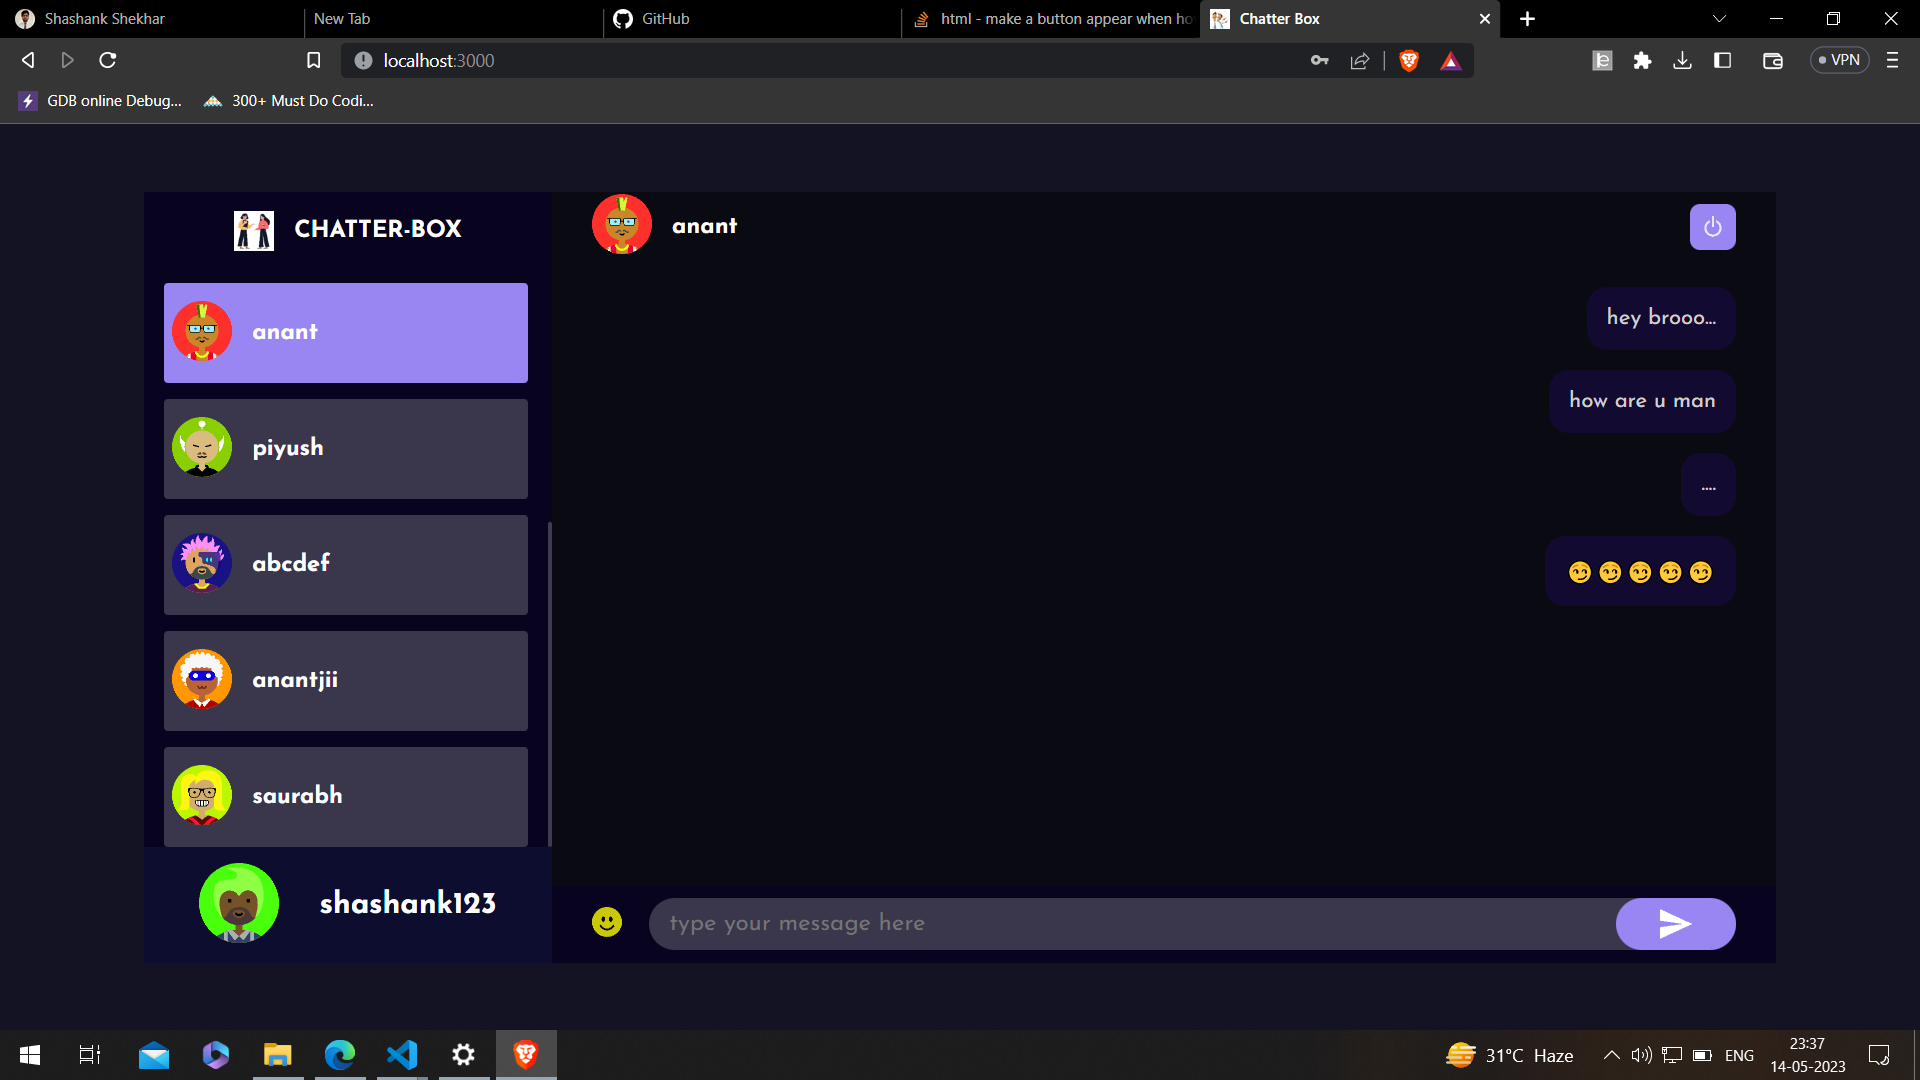 Shashank Shekhar
New Tab
GitHub
html - make a button appear when ho
Chatter Box
localhost:3000
VPN
GDB online Debug...
300+ Must Do Codi...
CHATTER-BOX
anant
piyush
abcdef
anantjii
saurabh
shashank123
anant
hey brooo...
how are u man
....
😏😏😏😏😏
type your message here
31°C Haze
ENG
23:37
14-05-2023